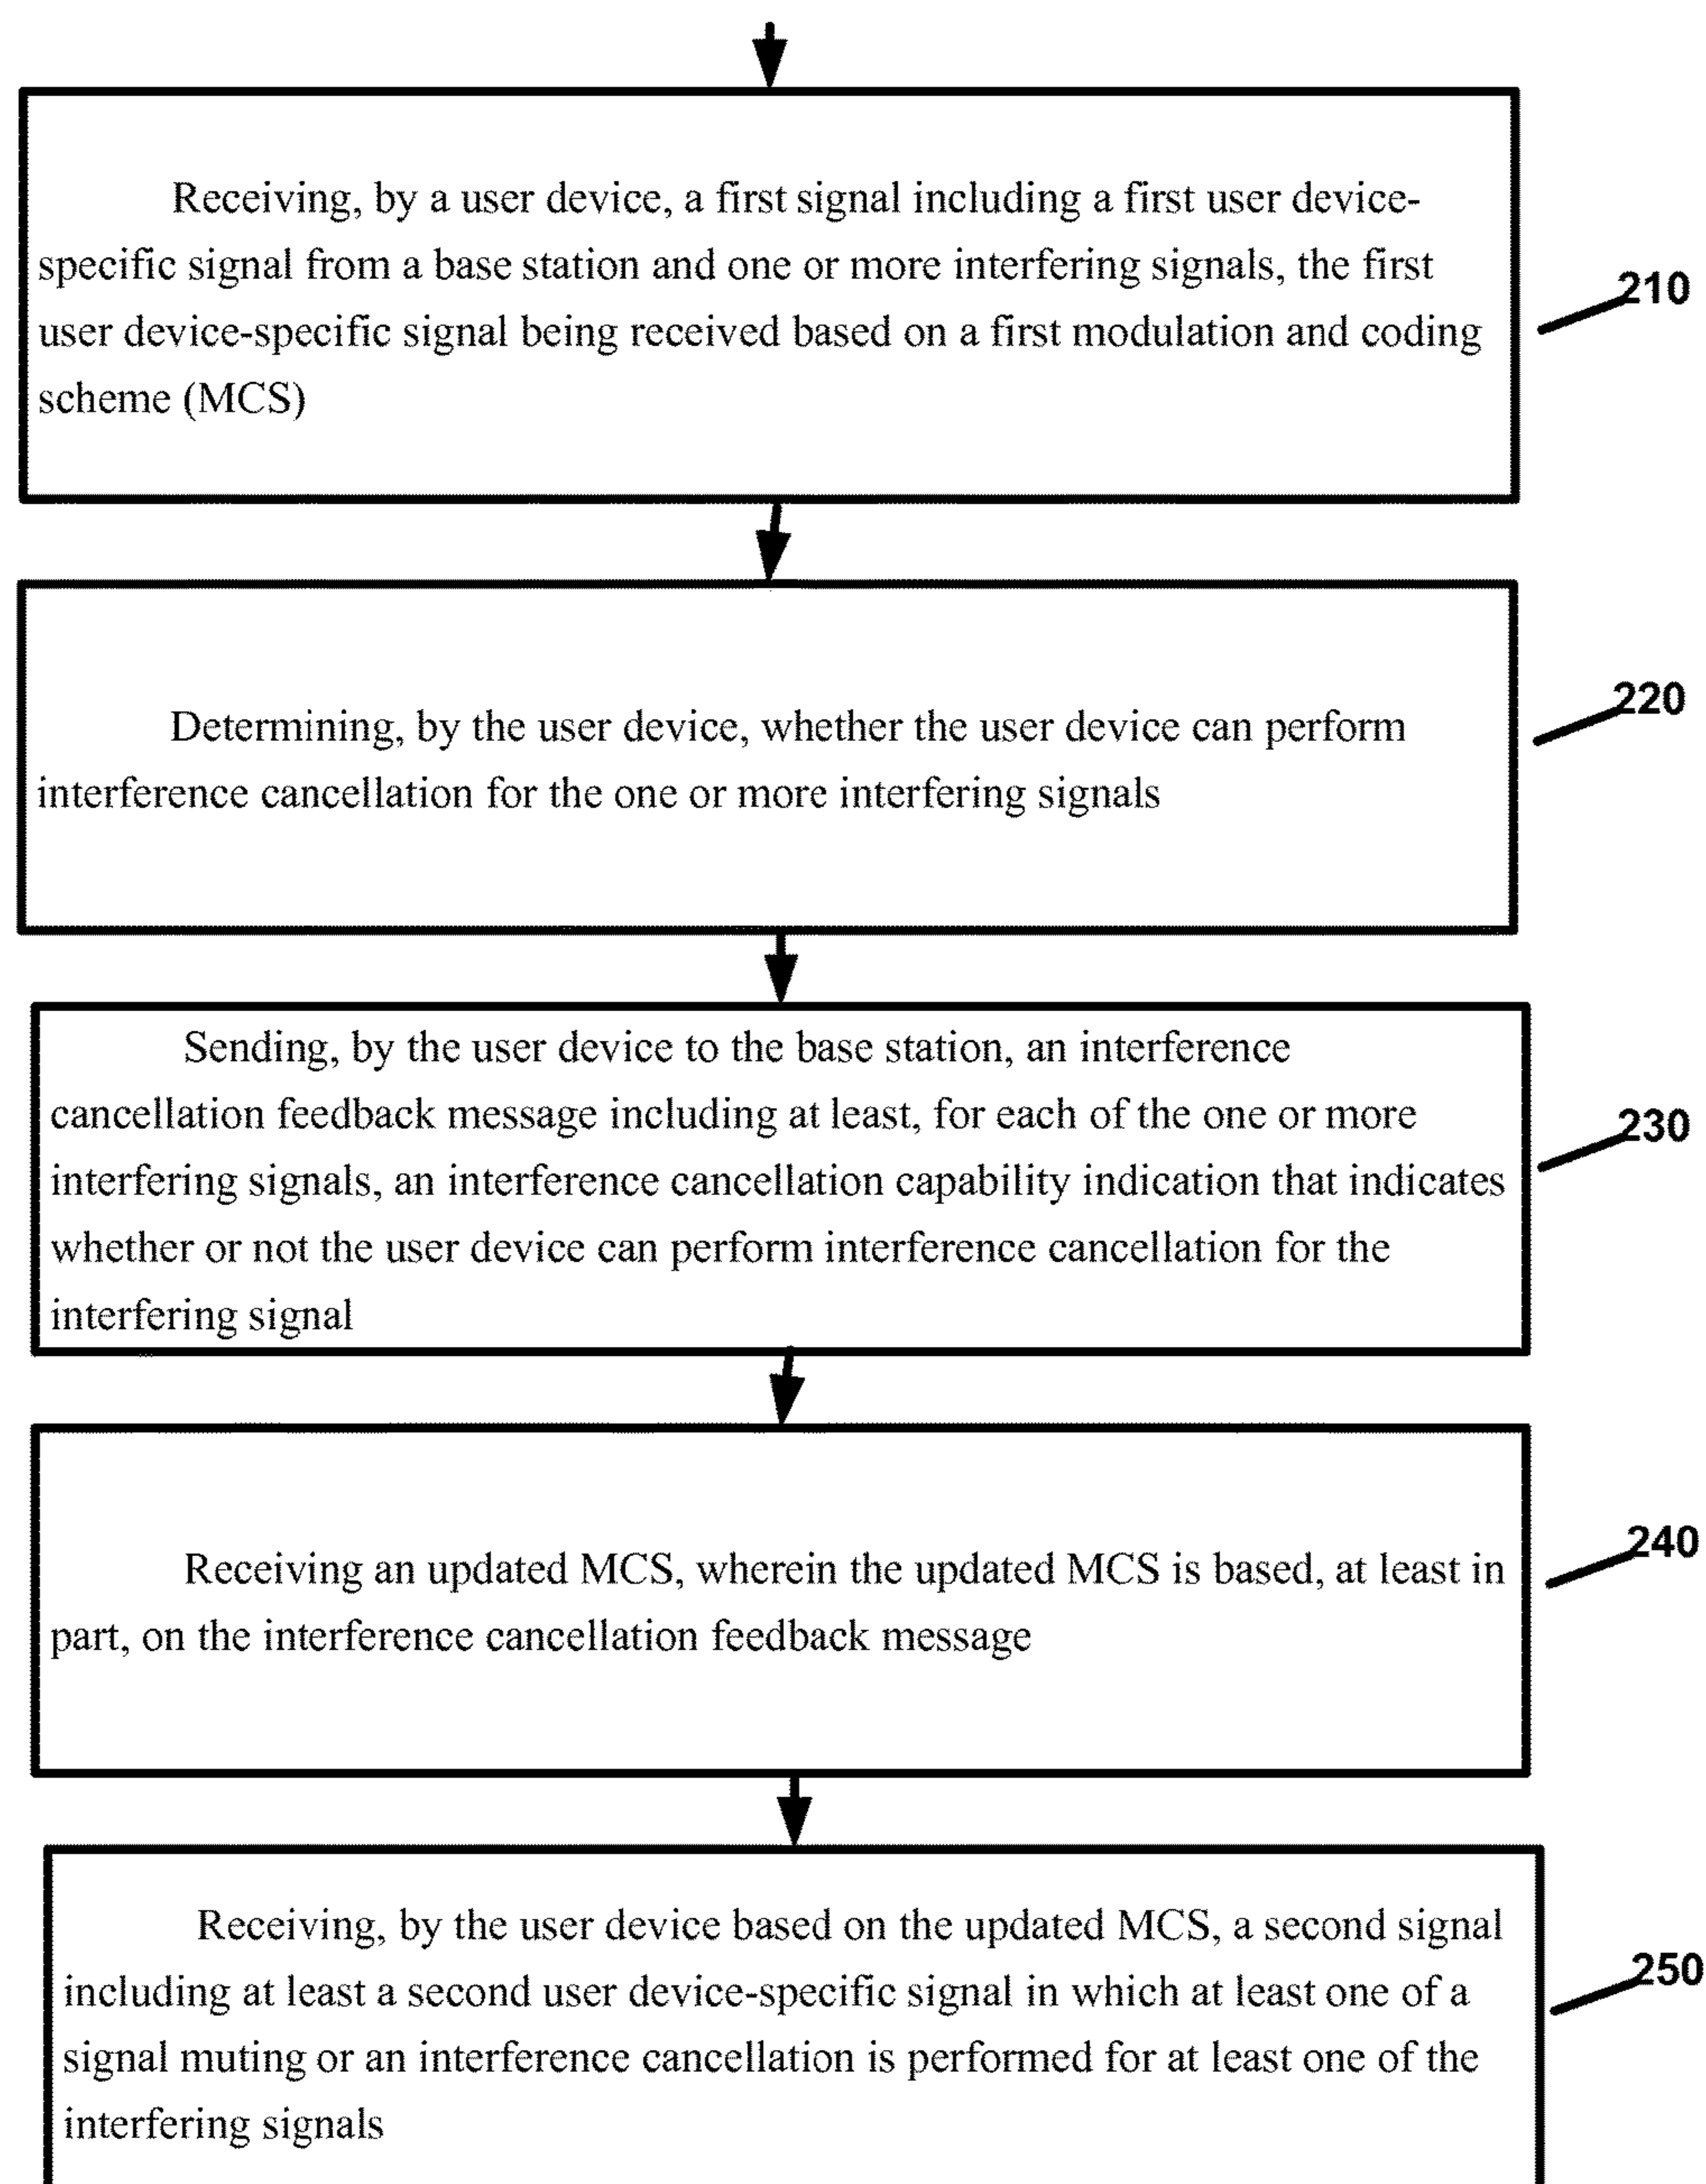 Receiving, by a user device, a first signal including a first user device-
specific signal from a base station and one or more interfering signals, the first
user device-specific signal being received based on a first modulation and coding
scheme (MCS)
210
Determining, by the user device, whether the user device can perform
interference cancellation for the one or more interfering signals
220
Sending, by the user device to the base station, an interference
cancellation feedback message including at least, for each of the one or more
interfering signals, an interference cancellation capability indication that indicates
whether or not the user device can perform interference cancellation for the
interfering signal
230
Receiving an updated MCS, wherein the updated MCS is based, at least in
part, on the interference cancellation feedback message
240
Receiving, by the user device based on the updated MCS, a second signal
including at least a second user device-specific signal in which at least one of a
signal muting or an interference cancellation is performed for at least one of the
interfering signals
250